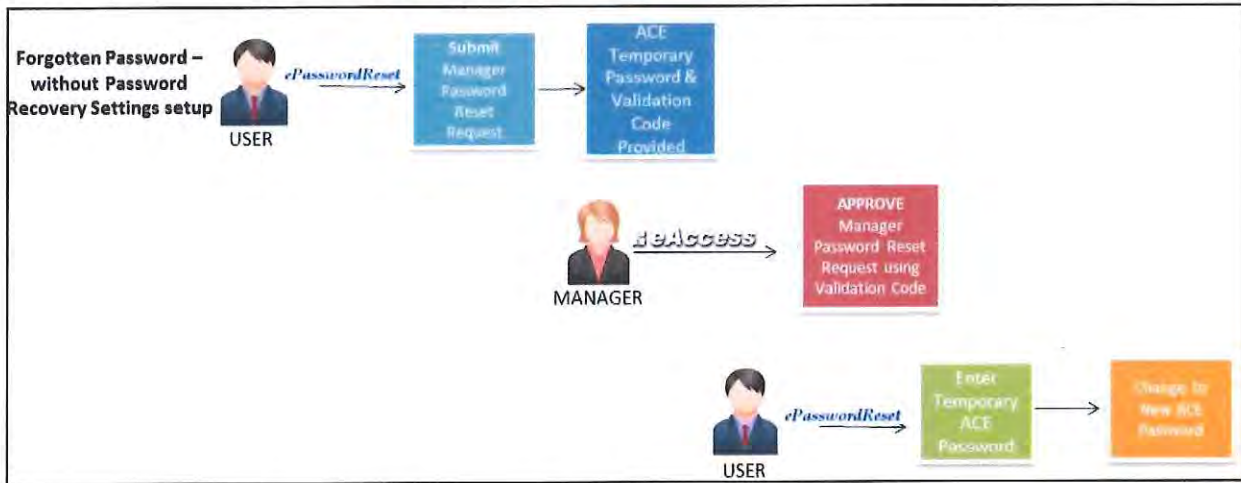 Forgotten Password –
without Password
Recovery Settings setup
USER
ePasswordReset
Submit
Manager
Password
Reset
Request
ACE
Temporary
Password &
Validation
Code
Provided
MANAGER
eAccess
APPROVE
Manager
Password Reset
Request using
Validation Code
USER
ePasswordReset
Enter
Temporary
ACE
Password
Change to
New ACE
Password